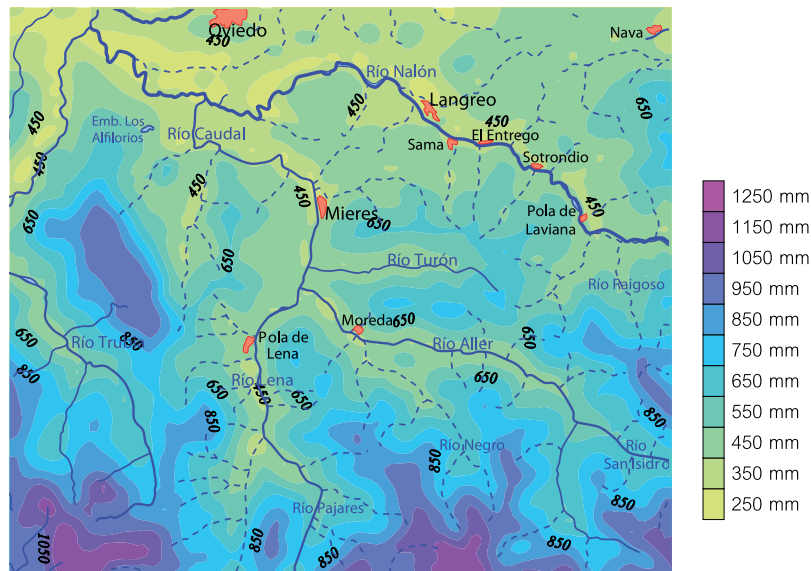 Oviedo
450
Nava
Río Nalón
650
450
Langreo
450
450
Emb. Los
Alfilorios
Río Caudal
El Entrego
Sama
Sotrondio
450
450
450
450
Mieres
Pola de
Laviana
650
650
650
Río Turón
Río Raigoso
Moreda
650
650
Río Tru
850
Pola de
Lena
Río Aller
650
850
Río Lena
650
450
650
650
850
850
Río Negro
850
Río
San Isidro
Río Pajares
850
1050
850
850
850
1250 mm
1150 mm
1050 mm
950 mm
850 mm
750 mm
650 mm
550 mm
450 mm
350 mm
250 mm